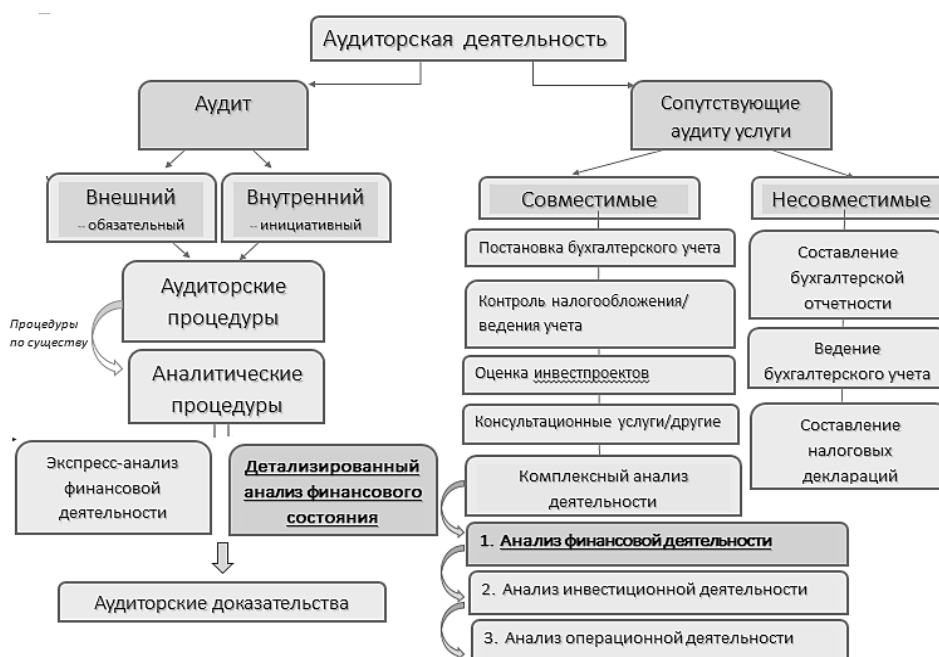 Аудиторская деятельность
Аудит
Сопутствующие
аудиту услуги
Внешний
-- обязательный
Внутренний
-- инициативный
Совместимые
Несовместимые
Аудиторские
процедуры
Процедуры
по существу
Аналитические
процедуры
Экспресс-анализ
финансовой
деятельности
Детализированный
анализ финансового
состояния
Аудиторские доказательства
Постановка бухгалтерского учета
Контроль налогообложения/
ведения учета
Оценка инвестпроектов
Консультационные услуги/другие
Комплексный анализ
деятельности
1. Анализ финансовой деятельности
2. Анализ инвестиционной деятельности
3. Анализ операционной деятельности
Составление
бухгалтерской
отчетности
Ведение
бухгалтерского учета
Составление
налоговых
деклараций